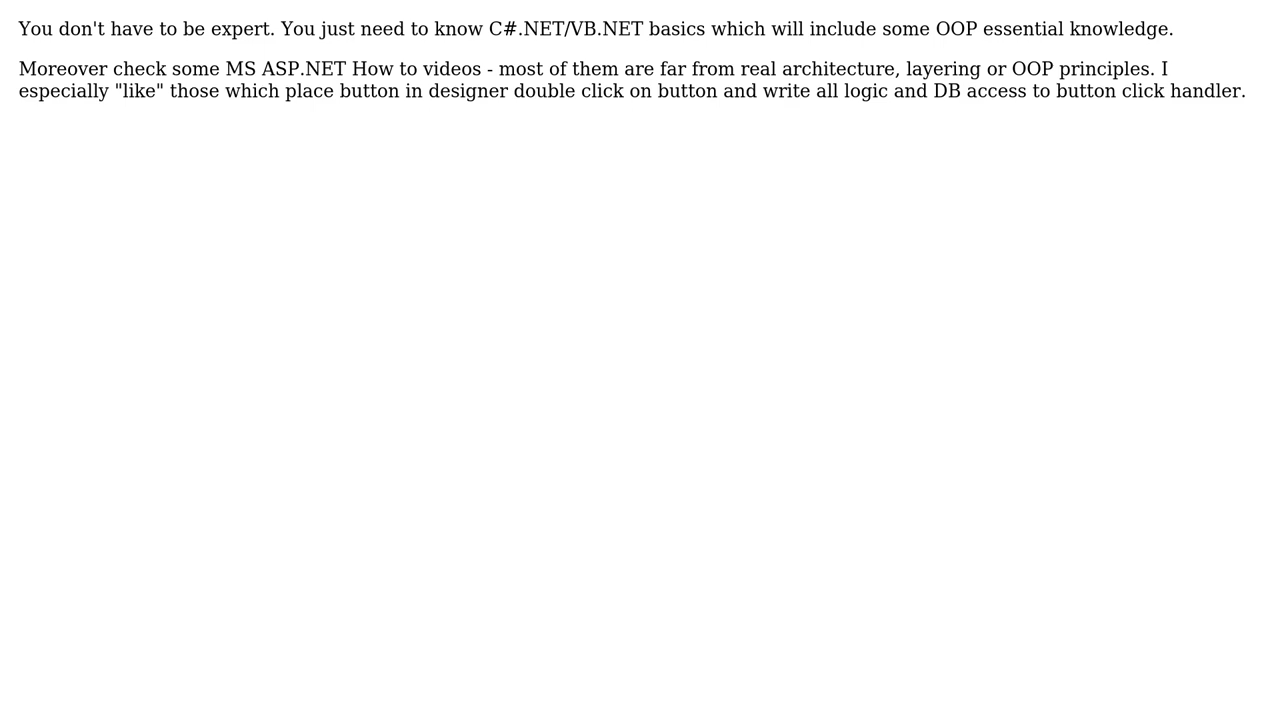 You don't have to be expert. You just need to know C#.NET/VB.NET basics which will include some OOP essential knowledge.
Moreover check some MS ASP.NET How to videos - most of them are far from real architecture, layering or OOP principles. I
especially "like" those which place button in designer double click on button and write all logic and DB access to button click handler.